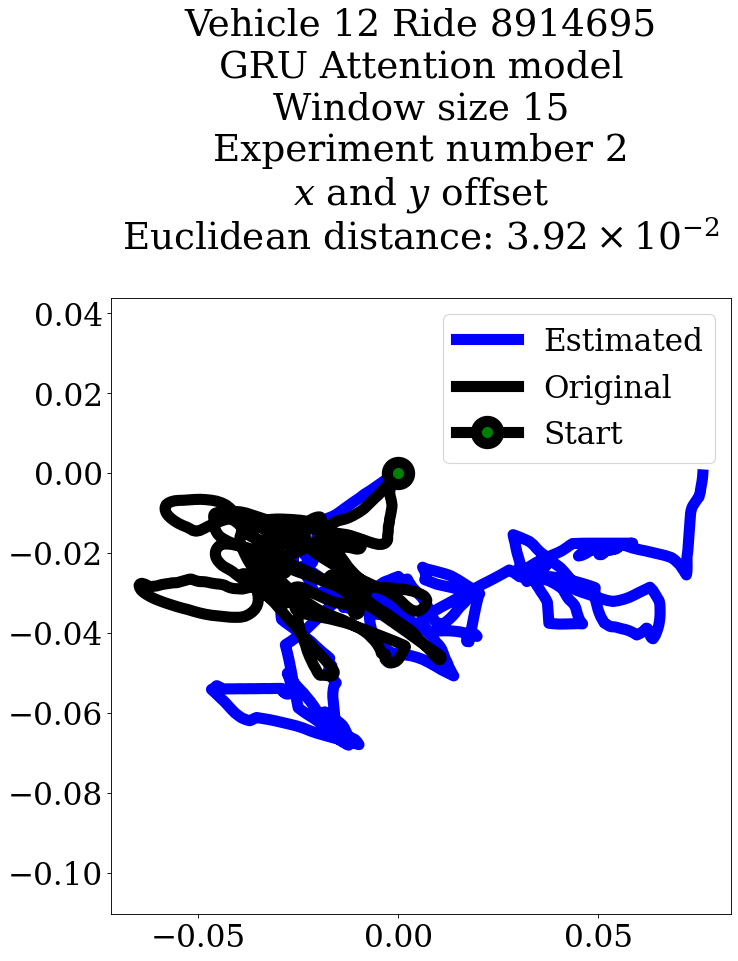 Vehicle 12 Ride 8914695
GRU Attention model
Window size 15
Experiment number 2
x and y offset
Euclidean distance: 3.92 × 10⁻²
Estimated
Original
Start
0.04
0.02
0.00
−0.02
−0.04
−0.06
−0.08
−0.10
−0.05 0.00 0.05